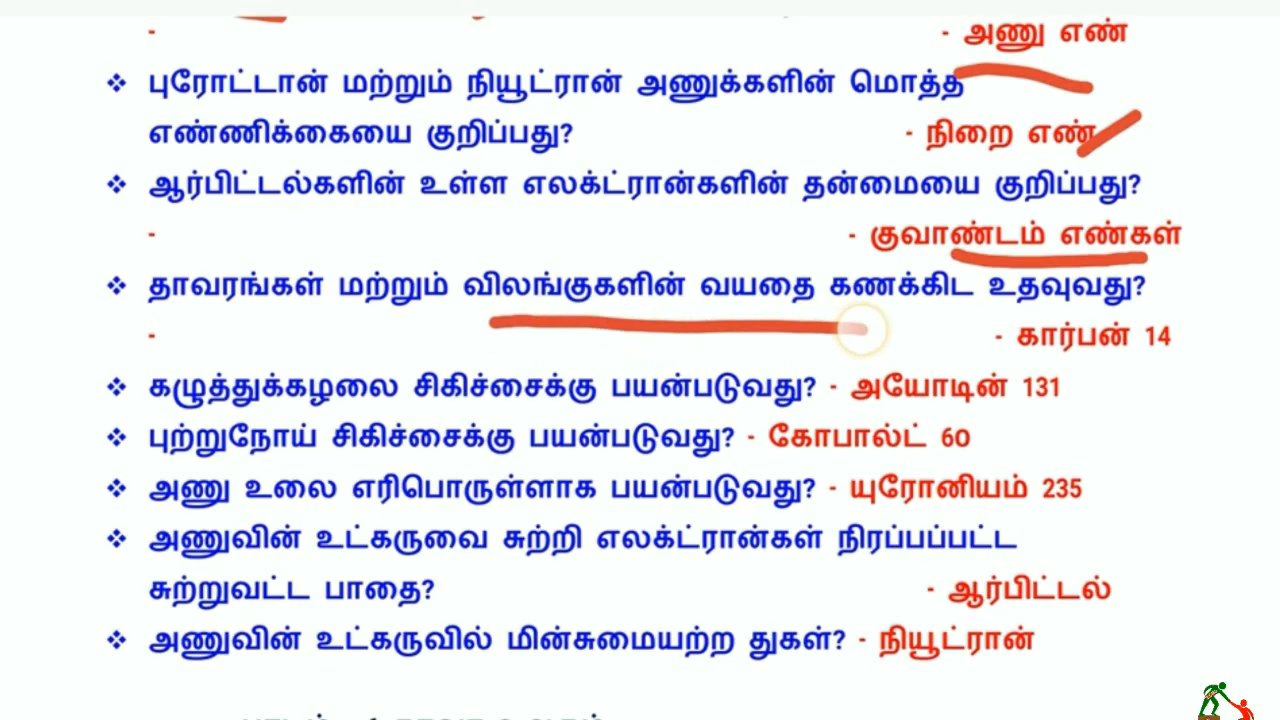 - - அணு எண்
❖ புரோட்டான் மற்றும் நியூட்ரான் அணுக்களின் மொத்த
எண்ணிக்கையை குறிப்பது? - நிறை எண்
❖ ஆர்பிட்டல்களின் உள்ள எலக்ட்ரான்களின் தன்மையை குறிப்பது?
- - குவாண்டம் எண்கள்
❖ தாவரங்கள் மற்றும் விலங்குகளின் வயதை கணக்கிட உதவுவது?
- - கார்பன் 14
❖ கழுத்துக்கழலை சிகிச்சைக்கு பயன்படுவது? - அயோடின் 131
❖ புற்றுநோய் சிகிச்சைக்கு பயன்படுவது? - கோபால்ட் 60
❖ அணு உலை எரிபொருள்ளாக பயன்படுவது? - யுரோனியம் 235
❖ அணுவின் உட்கருவை சுற்றி எலக்ட்ரான்கள் நிரப்பப்பட்ட
சுற்றுவட்ட பாதை? - ஆர்பிட்டல்
❖ அணுவின் உட்கருவில் மின்சுமையற்ற துகள்? - நியூட்ரான்